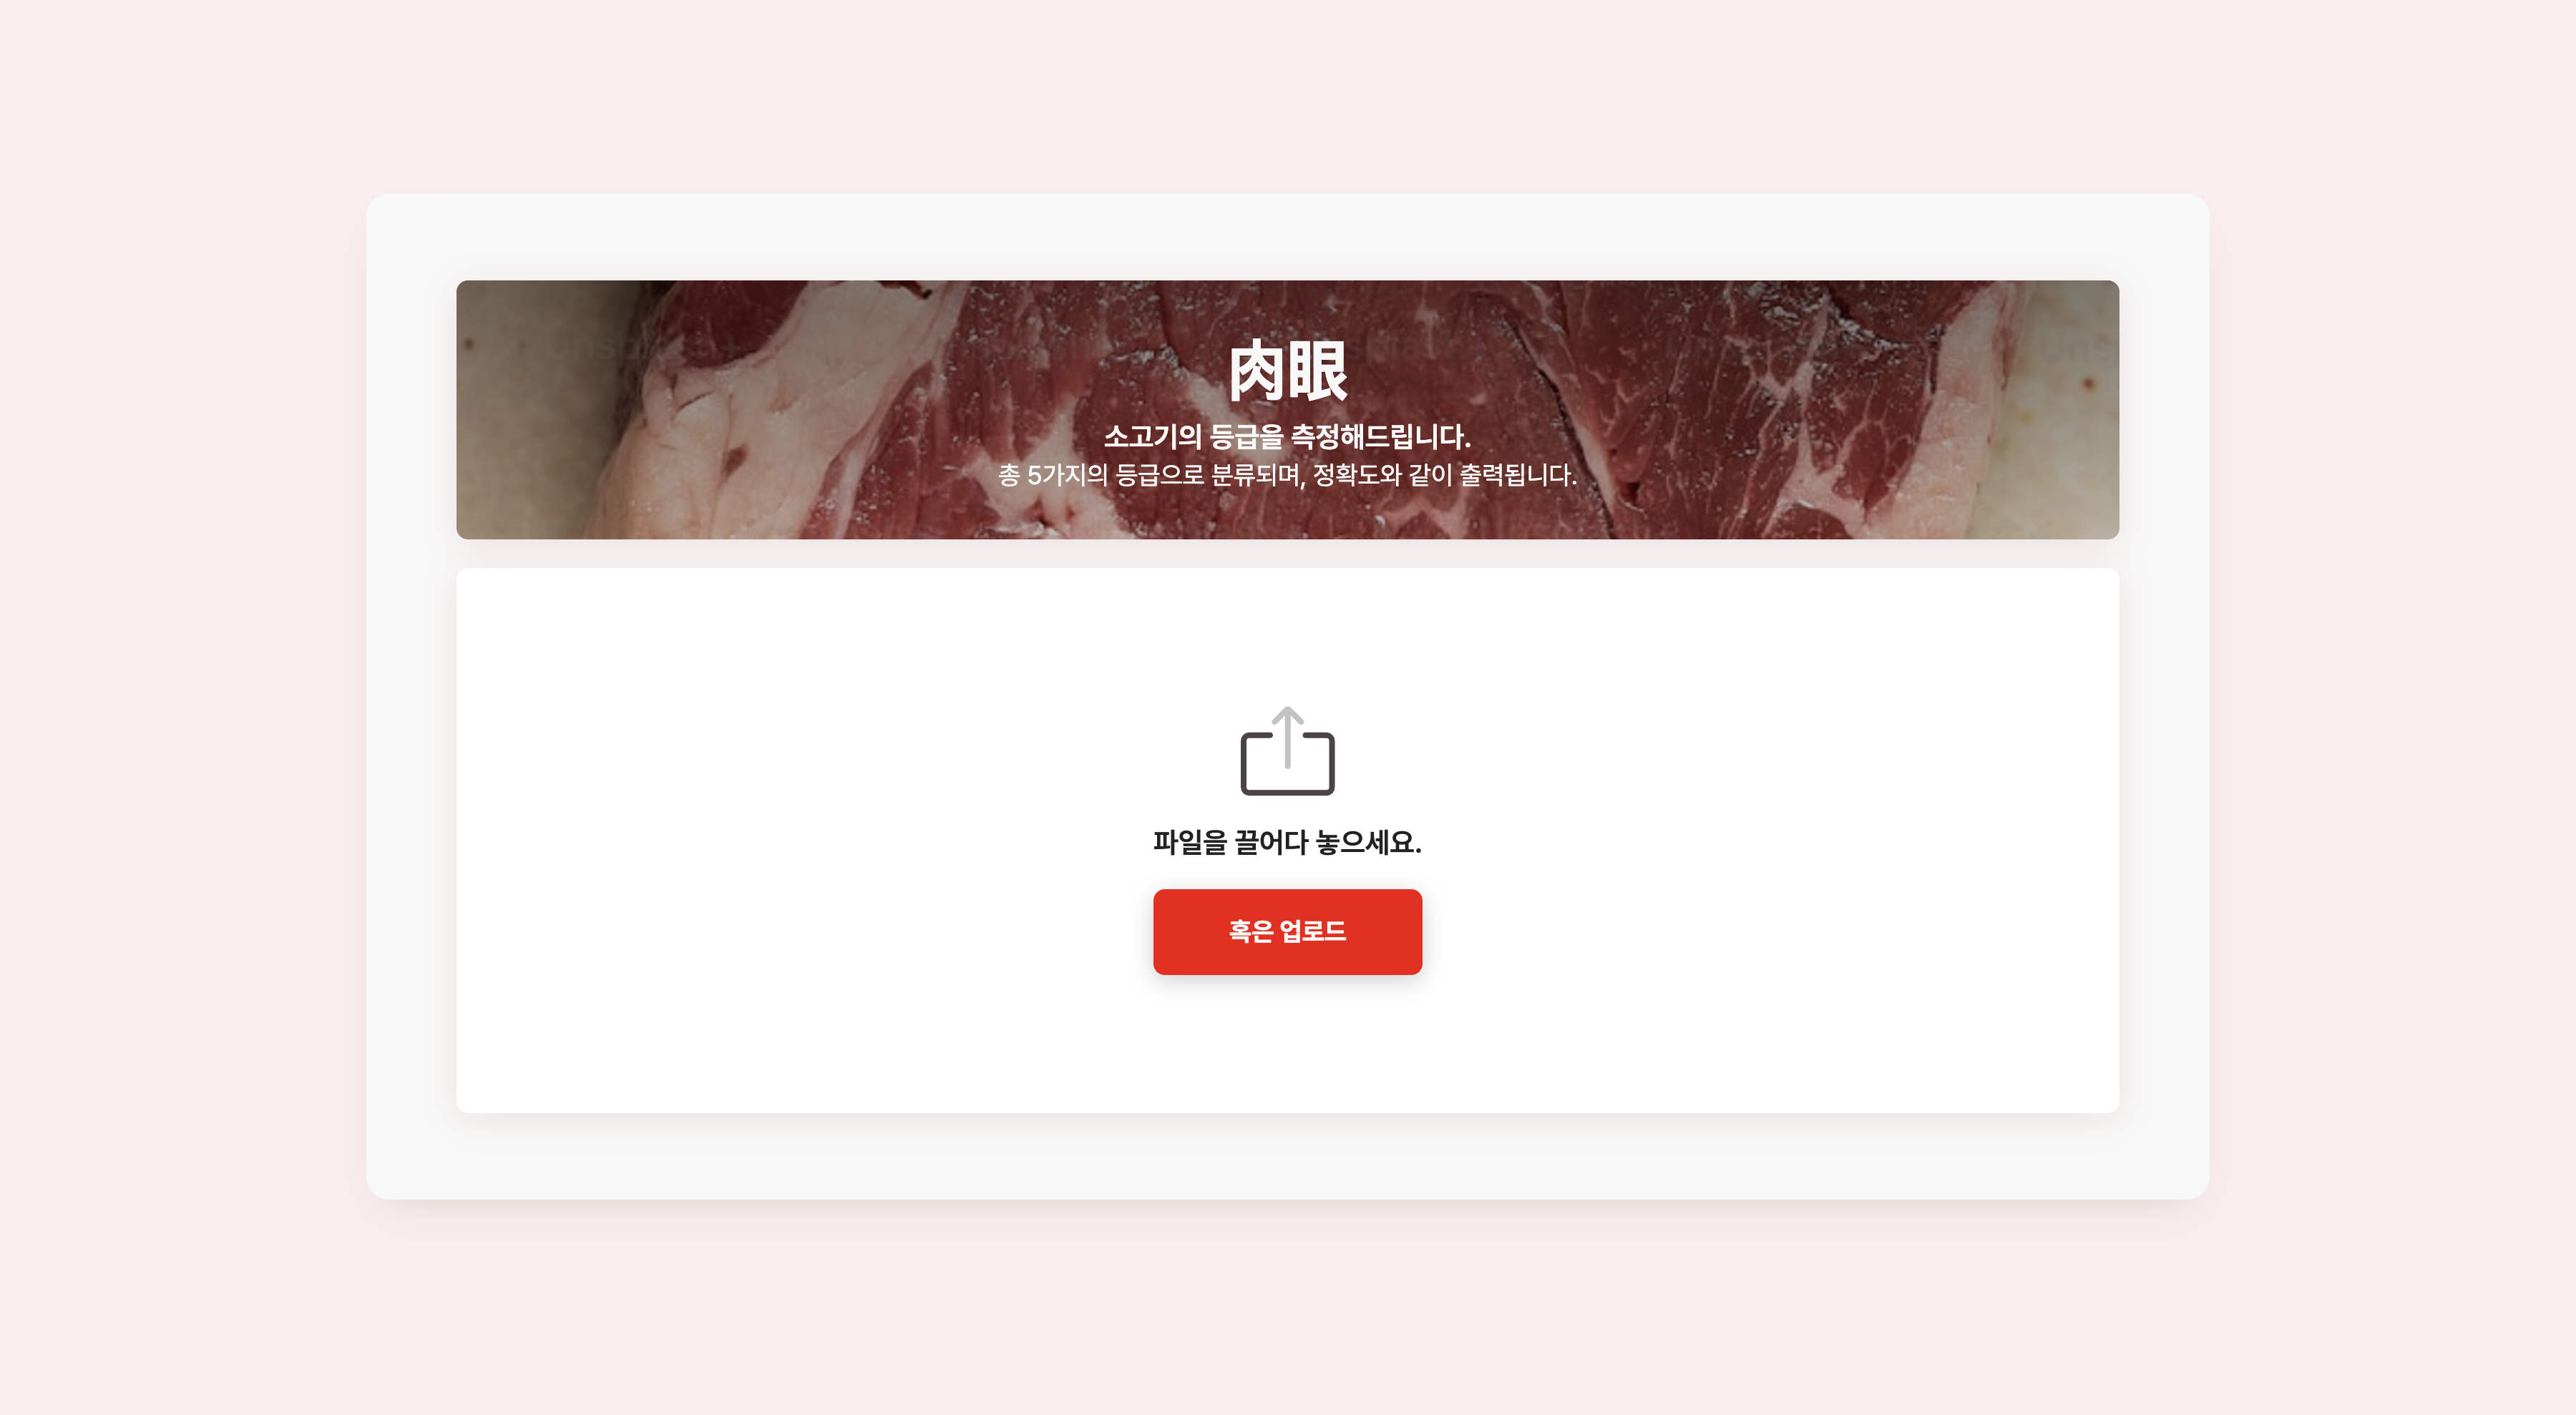 肉眼
소고기의 등급을 측정해드립니다.
총 5가지의 등급으로 분류되며, 정확도와 같이 출력됩니다.
파일을 끌어다 놓으세요.
혹은 업로드